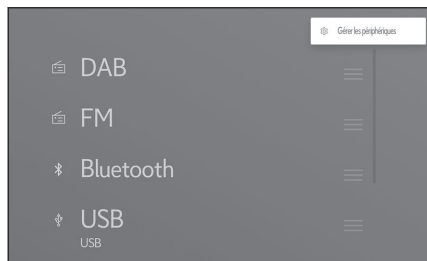 Gérer les périphériques
DAB
FM
Bluetooth
USB
USB